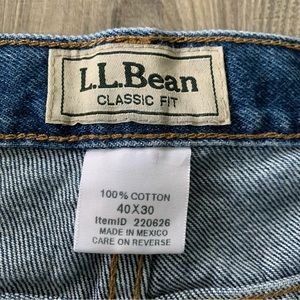 L.L.Bean
CLASSIC FIT
100% COTTON
40X30
ItemID 220626
MADE IN MEXICO
CARE ON REVERSE